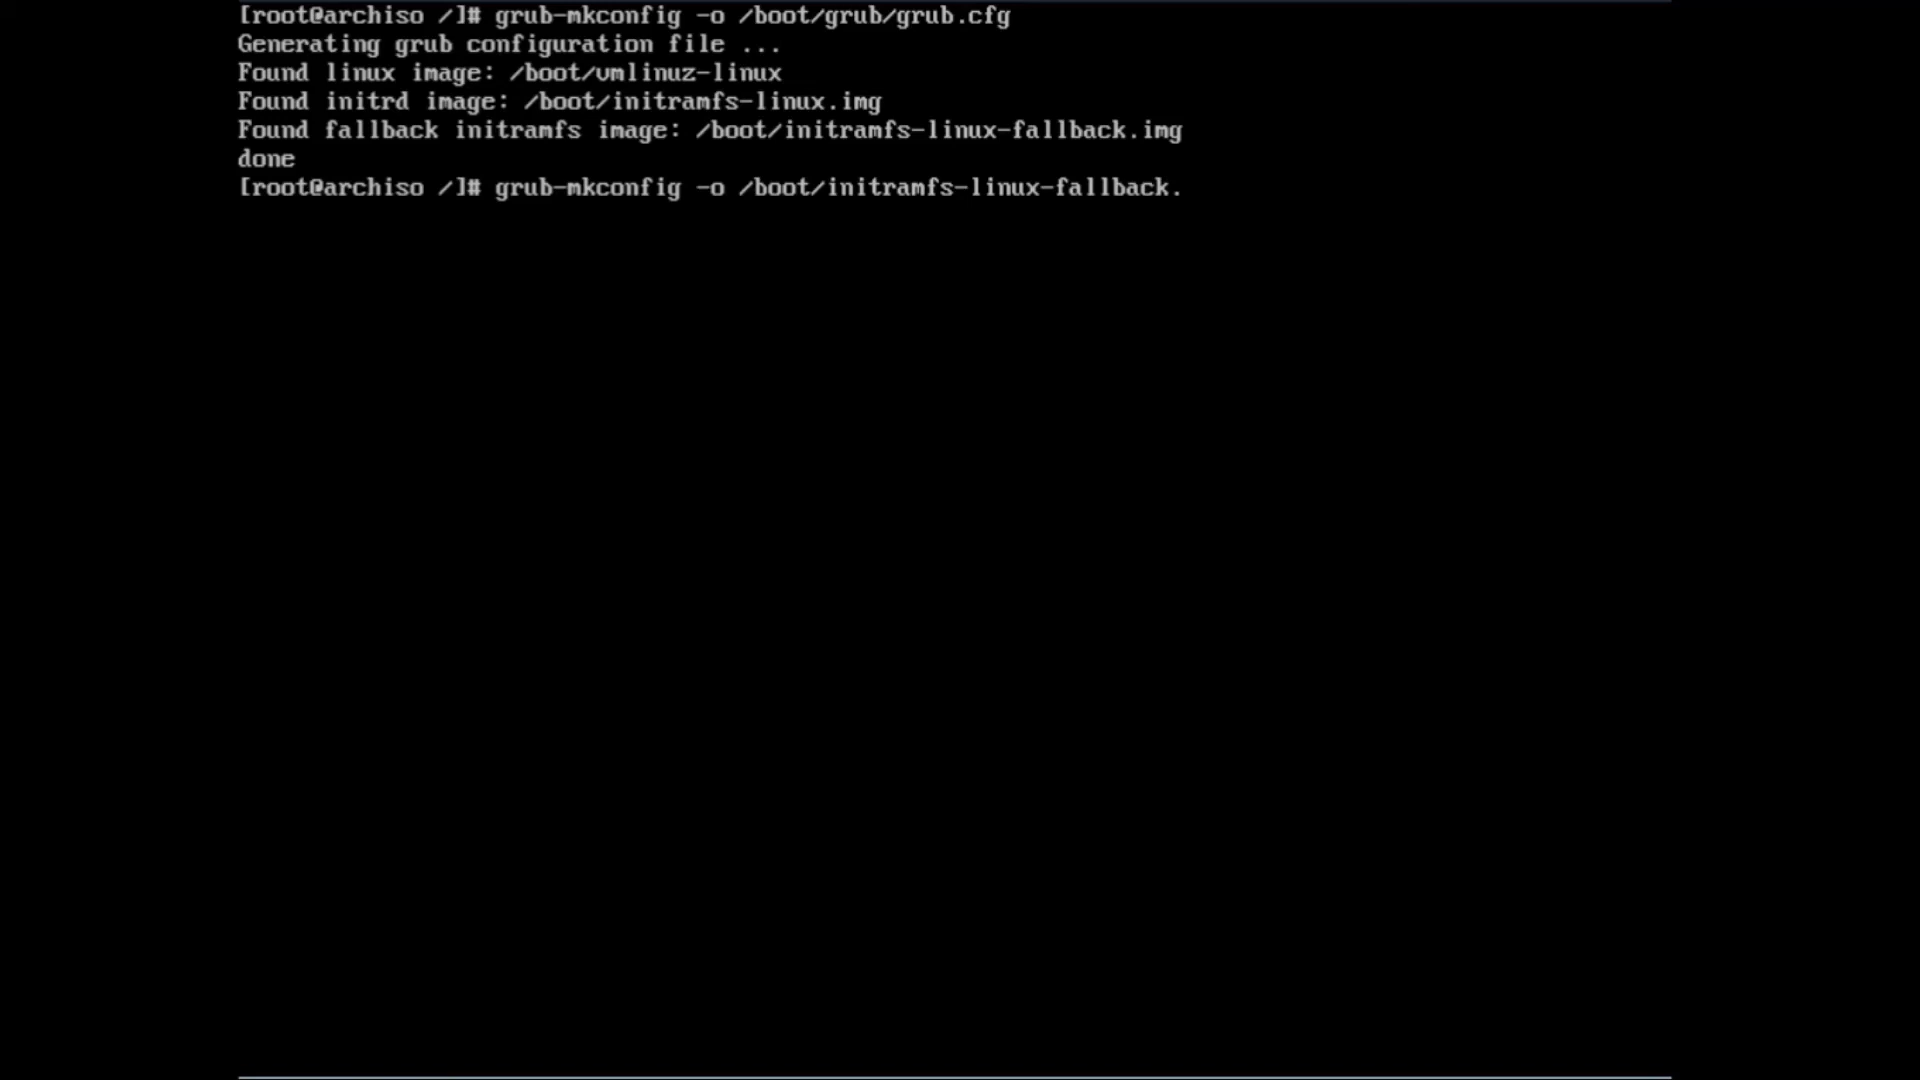 [root@archiso /]# grub-mkconfig -o /boot/grub/grub.cfg
Generating grub configuration file ...
Found linux image: /boot/vmlinuz-linux
Found initrd image: /boot/initramfs-linux.img
Found fallback initramfs image: /boot/initramfs-linux-fallback.img
done
[root@archiso /]# grub-mkconfig -o /boot/initramfs-linux-fallback.